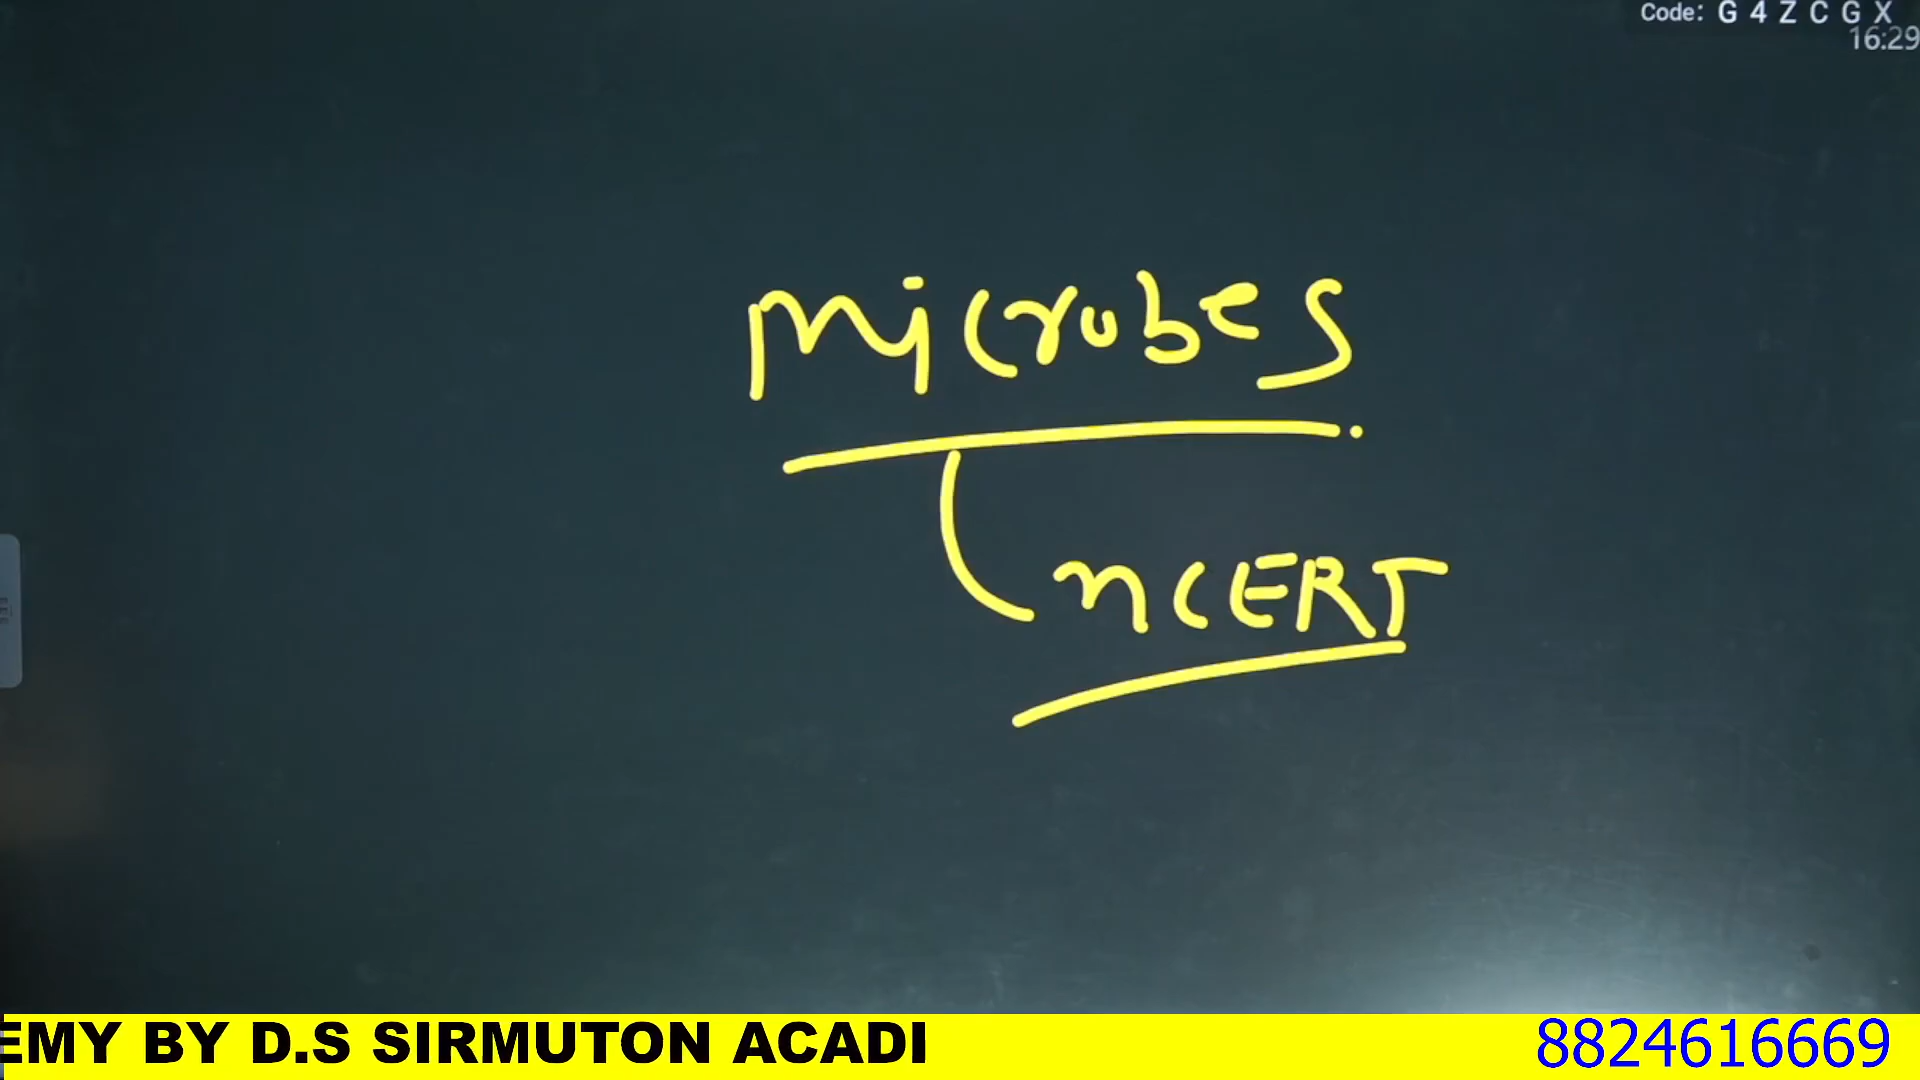 Code: G 4 Z C G X
16:29
Microbes
NCERT
EMY BY D.S SIRMUTON ACADI
8824616669